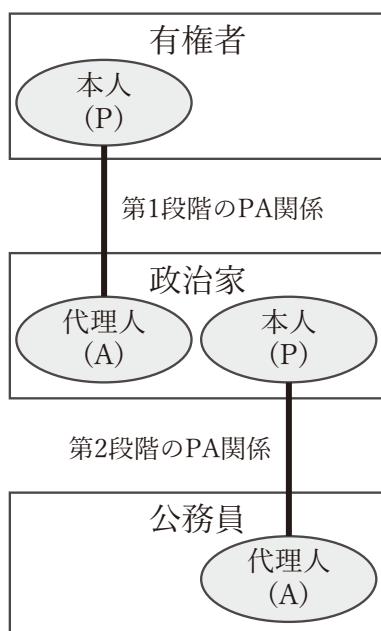 有権者
本人
(P)
第1段階のPA関係
政治家
代理人
(A)
本人
(P)
第2段階のPA関係
公務員
代理人
(A)